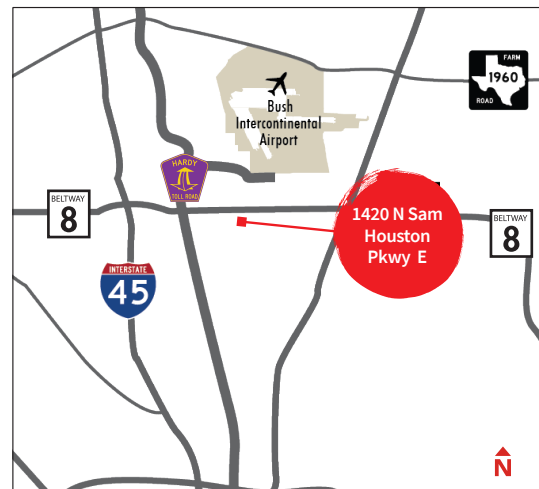 FARM
1960
ROAD
Bush
Intercontinental
Airport
HARDY
TOLL ROAD
BELTWAY
8
1420 N Sam
Houston
Pkwy E
BELTWAY
8
INTERSTATE
45
N